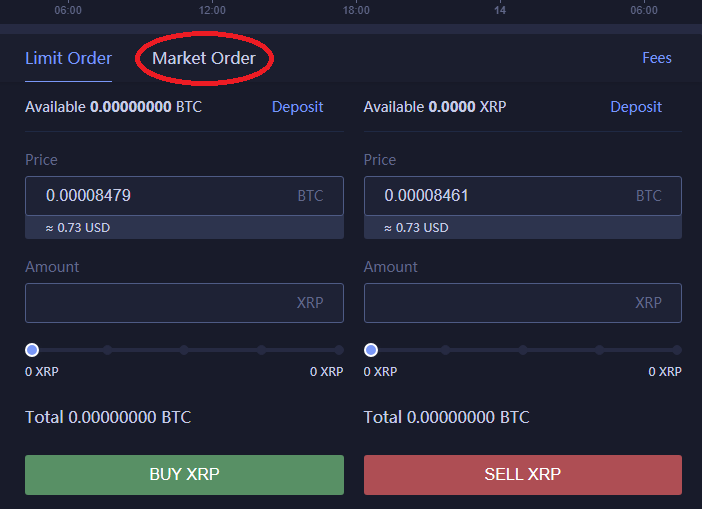 06:00 12:00 18:00 14 06:00
Limit Order Market Order Fees
Available 0.00000000 BTC Deposit Available 0.0000 XRP Deposit
Price Price
0.00008479 BTC 0.00008461 BTC
≈ 0.73 USD ≈ 0.73 USD
Amount Amount
XRP XRP
0 XRP 0 XRP 0 XRP 0 XRP
Total 0.00000000 BTC Total 0.00000000 BTC
BUY XRP SELL XRP